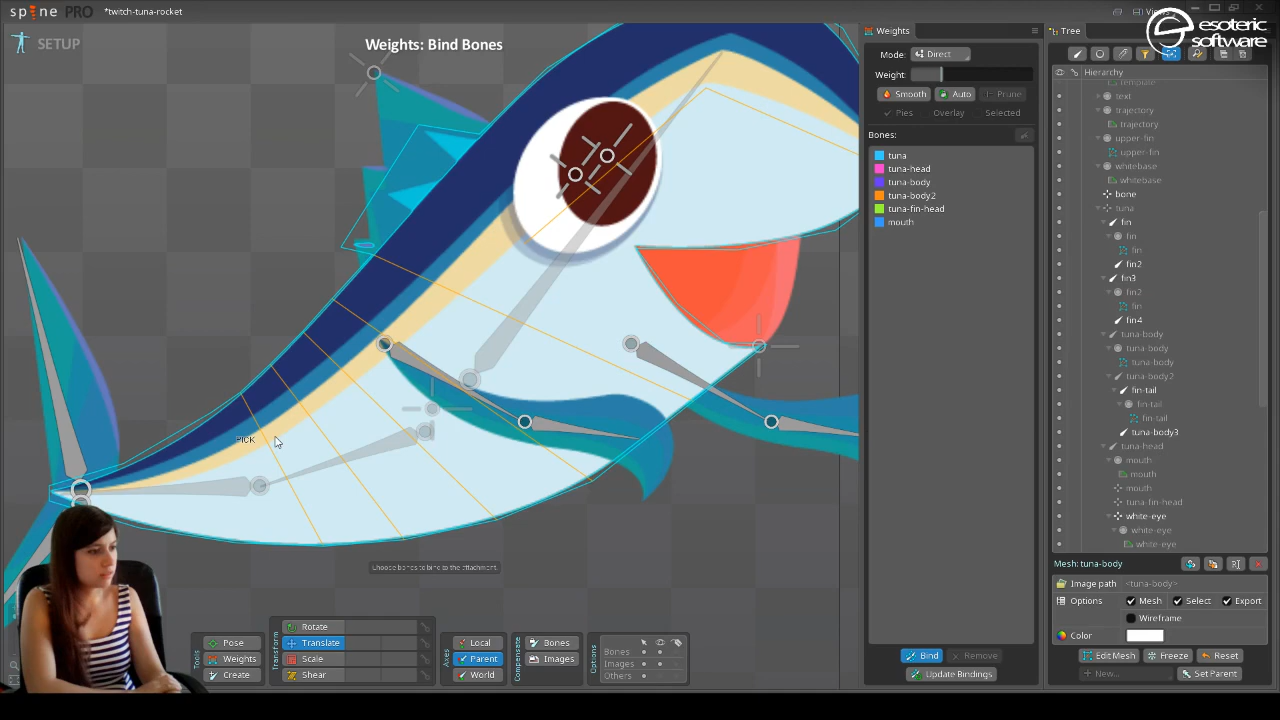 spine PRO *twitch-tuna-rocket
Views
esoteric software
SETUP
Weights: Bind Bones
PICK
Choose bones to bind to the attachment.
Tools
Pose
Weights
Create
Transform
Rotate
Translate
Scale
Shear
Axes
Local
Parent
World
Compensate
Bones
Images
Options
Bones
Images
Others
Weights
Mode: Direct
Weight:
Smooth Auto Prune
Pies Overlay Selected
Bones:
tuna
tuna-head
tuna-body
tuna-body2
tuna-fin-head
mouth
Bind Remove
Update Bindings
Tree
Hierarchy
template
text
trajectory
trajectory
upper-fin
upper-fin
whitebase
whitebase
bone
tuna
fin
fin
fin
fin2
fin3
fin2
fin
fin4
tuna-body
tuna-body
tuna-body
tuna-body2
fin-tail
fin-tail
fin-tail
tuna-body3
tuna-head
mouth
mouth
mouth
tuna-fin-head
white-eye
white-eye
white-eye
Mesh: tuna-body
Image path <tuna-body>
Options Mesh Select Export
Wireframe
Color
Edit Mesh Freeze Reset
New... Set Parent